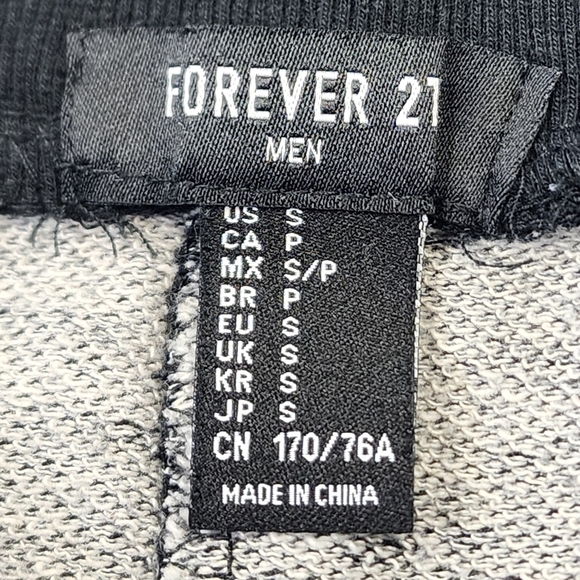 FOREVER 21
MEN
US S
CA P
MX S/P
BR P
EU S
UK S
KR S
JP S
CN 170/76A
MADE IN CHINA